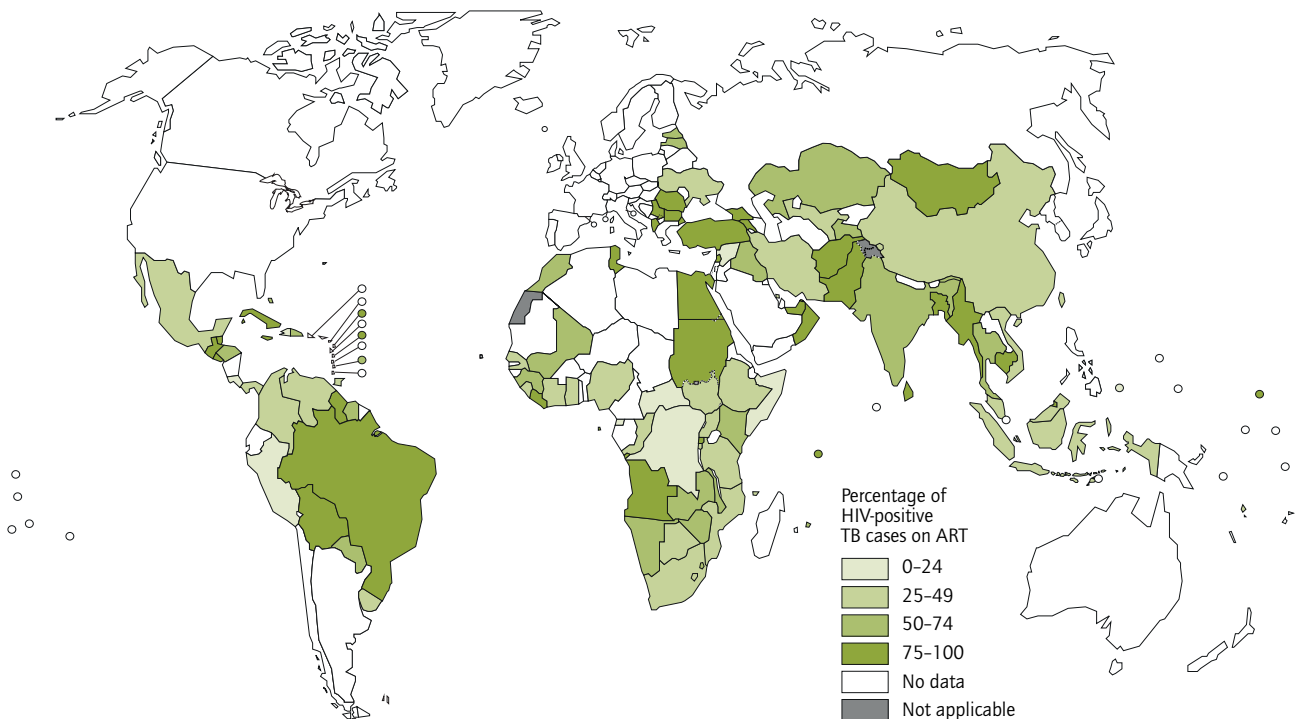 Percentage of
HIV-positive
TB cases on ART
0–24
25–49
50–74
75–100
No data
Not applicable